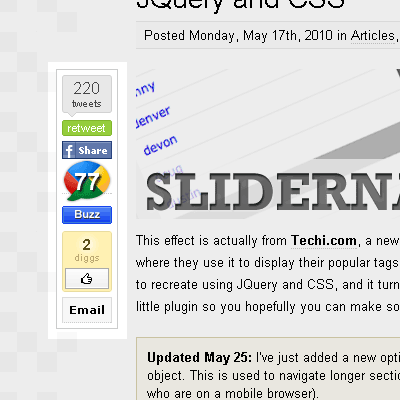 JQuery and CSS
Posted Monday, May 17th, 2010 in Articles,
220
tweets
retweet
Share
77
Buzz
2
diggs
Email
nny
denver
devon
SLIDERNA
This effect is actually from Techi.com, a new
where they use it to display their popular tags
to recreate using JQuery and CSS, and it turn
little plugin so you hopefully you can make so
Updated May 25: I've just added a new opti
object. This is used to navigate longer sectio
who are on a mobile browser).